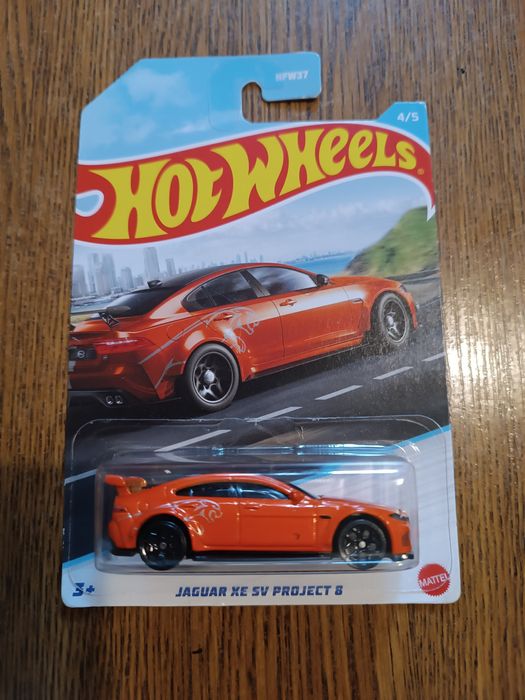 HFW37
4/5
HOT WHEELS®
3+
JAGUAR XE SV PROJECT 8
MATTEL